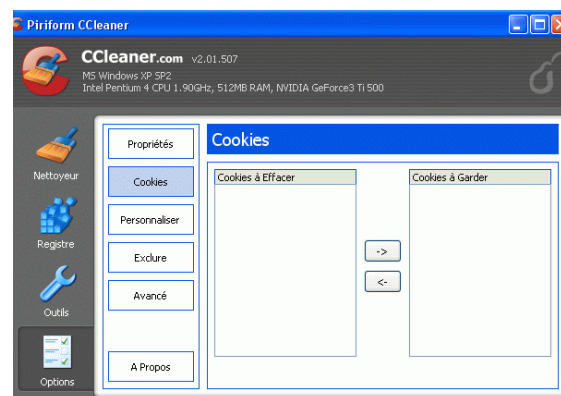 Piriform CCleaner
CCleaner.com v2.01.507
MS Windows XP SP2
Intel Pentium 4 CPU 1.90GHz, 512MB RAM, NVIDIA GeForce3 Ti 500
Nettoyeur
Registre
Outils
Options
Propriétés
Cookies
Personnaliser
Exclure
Avancé
A Propos
Cookies
Cookies à Effacer
Cookies à Garder
->
<-